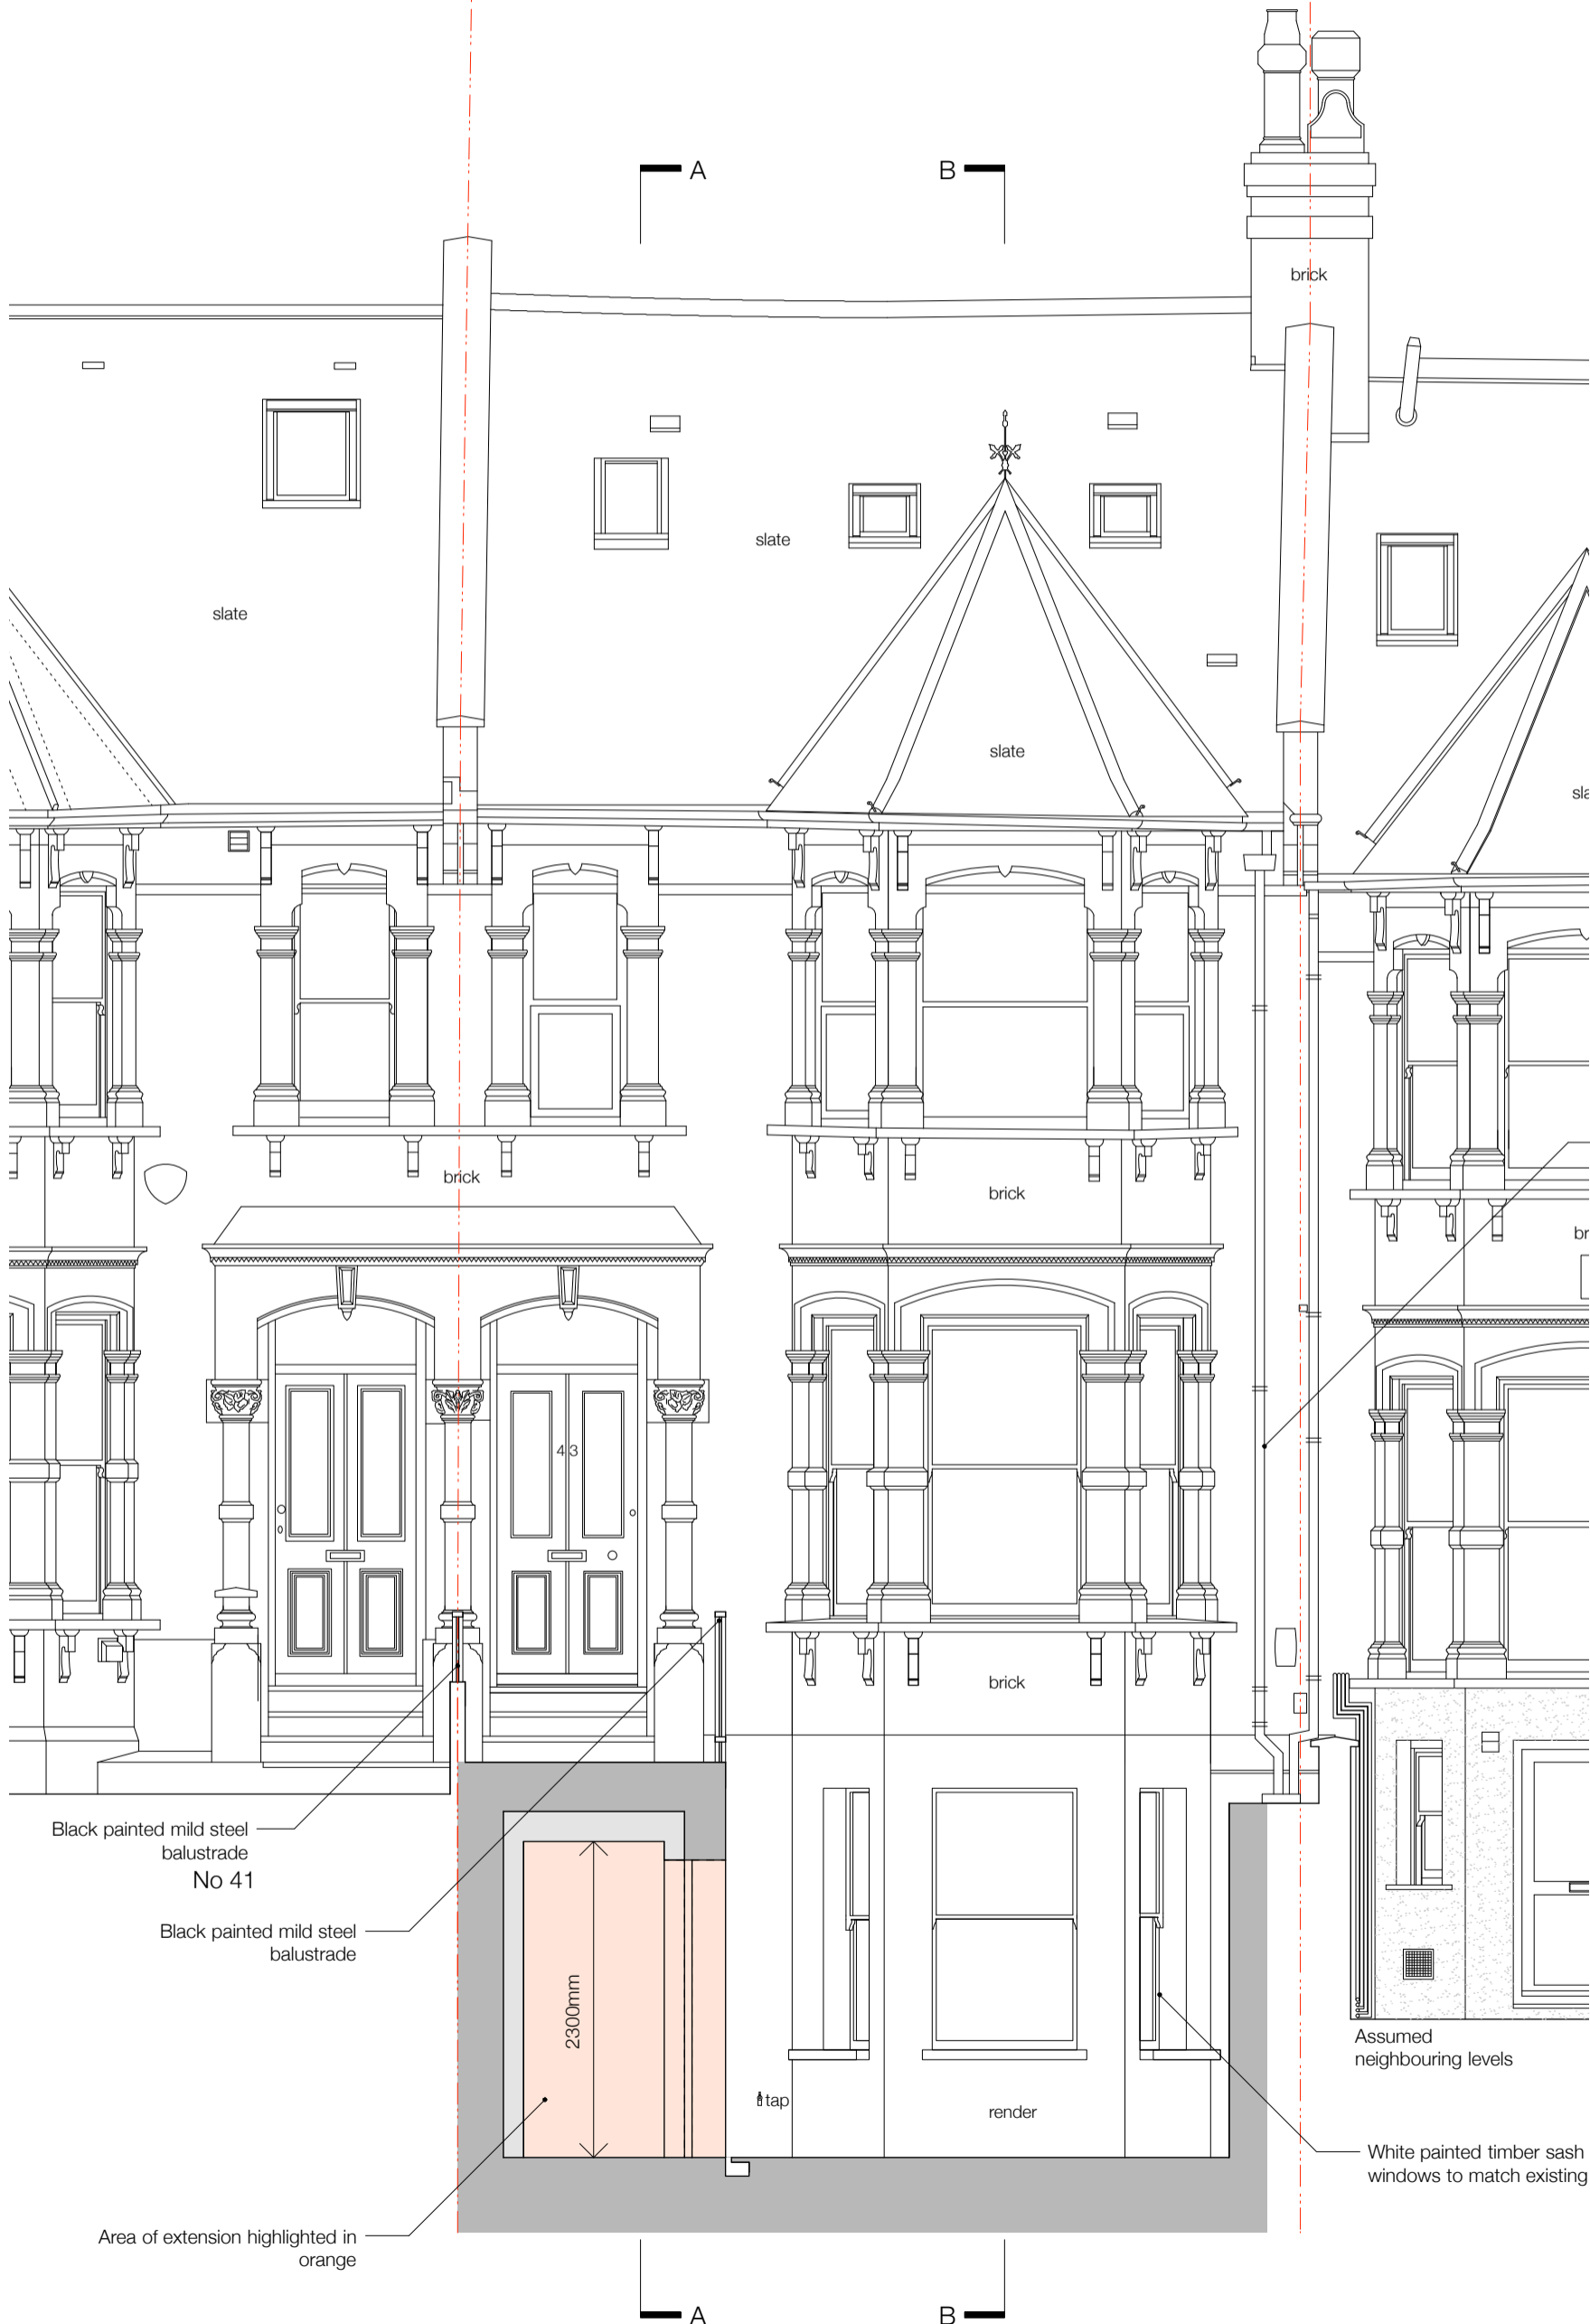 A
B
brick
slate
slate
slate
brick
brick
43
brick
Black painted mild steel
balustrade
No 41
Black painted mild steel
balustrade
2300mm
Assumed
neighbouring levels
tap
render
White painted timber sash
windows to match existing
Area of extension highlighted in
orange
A
B